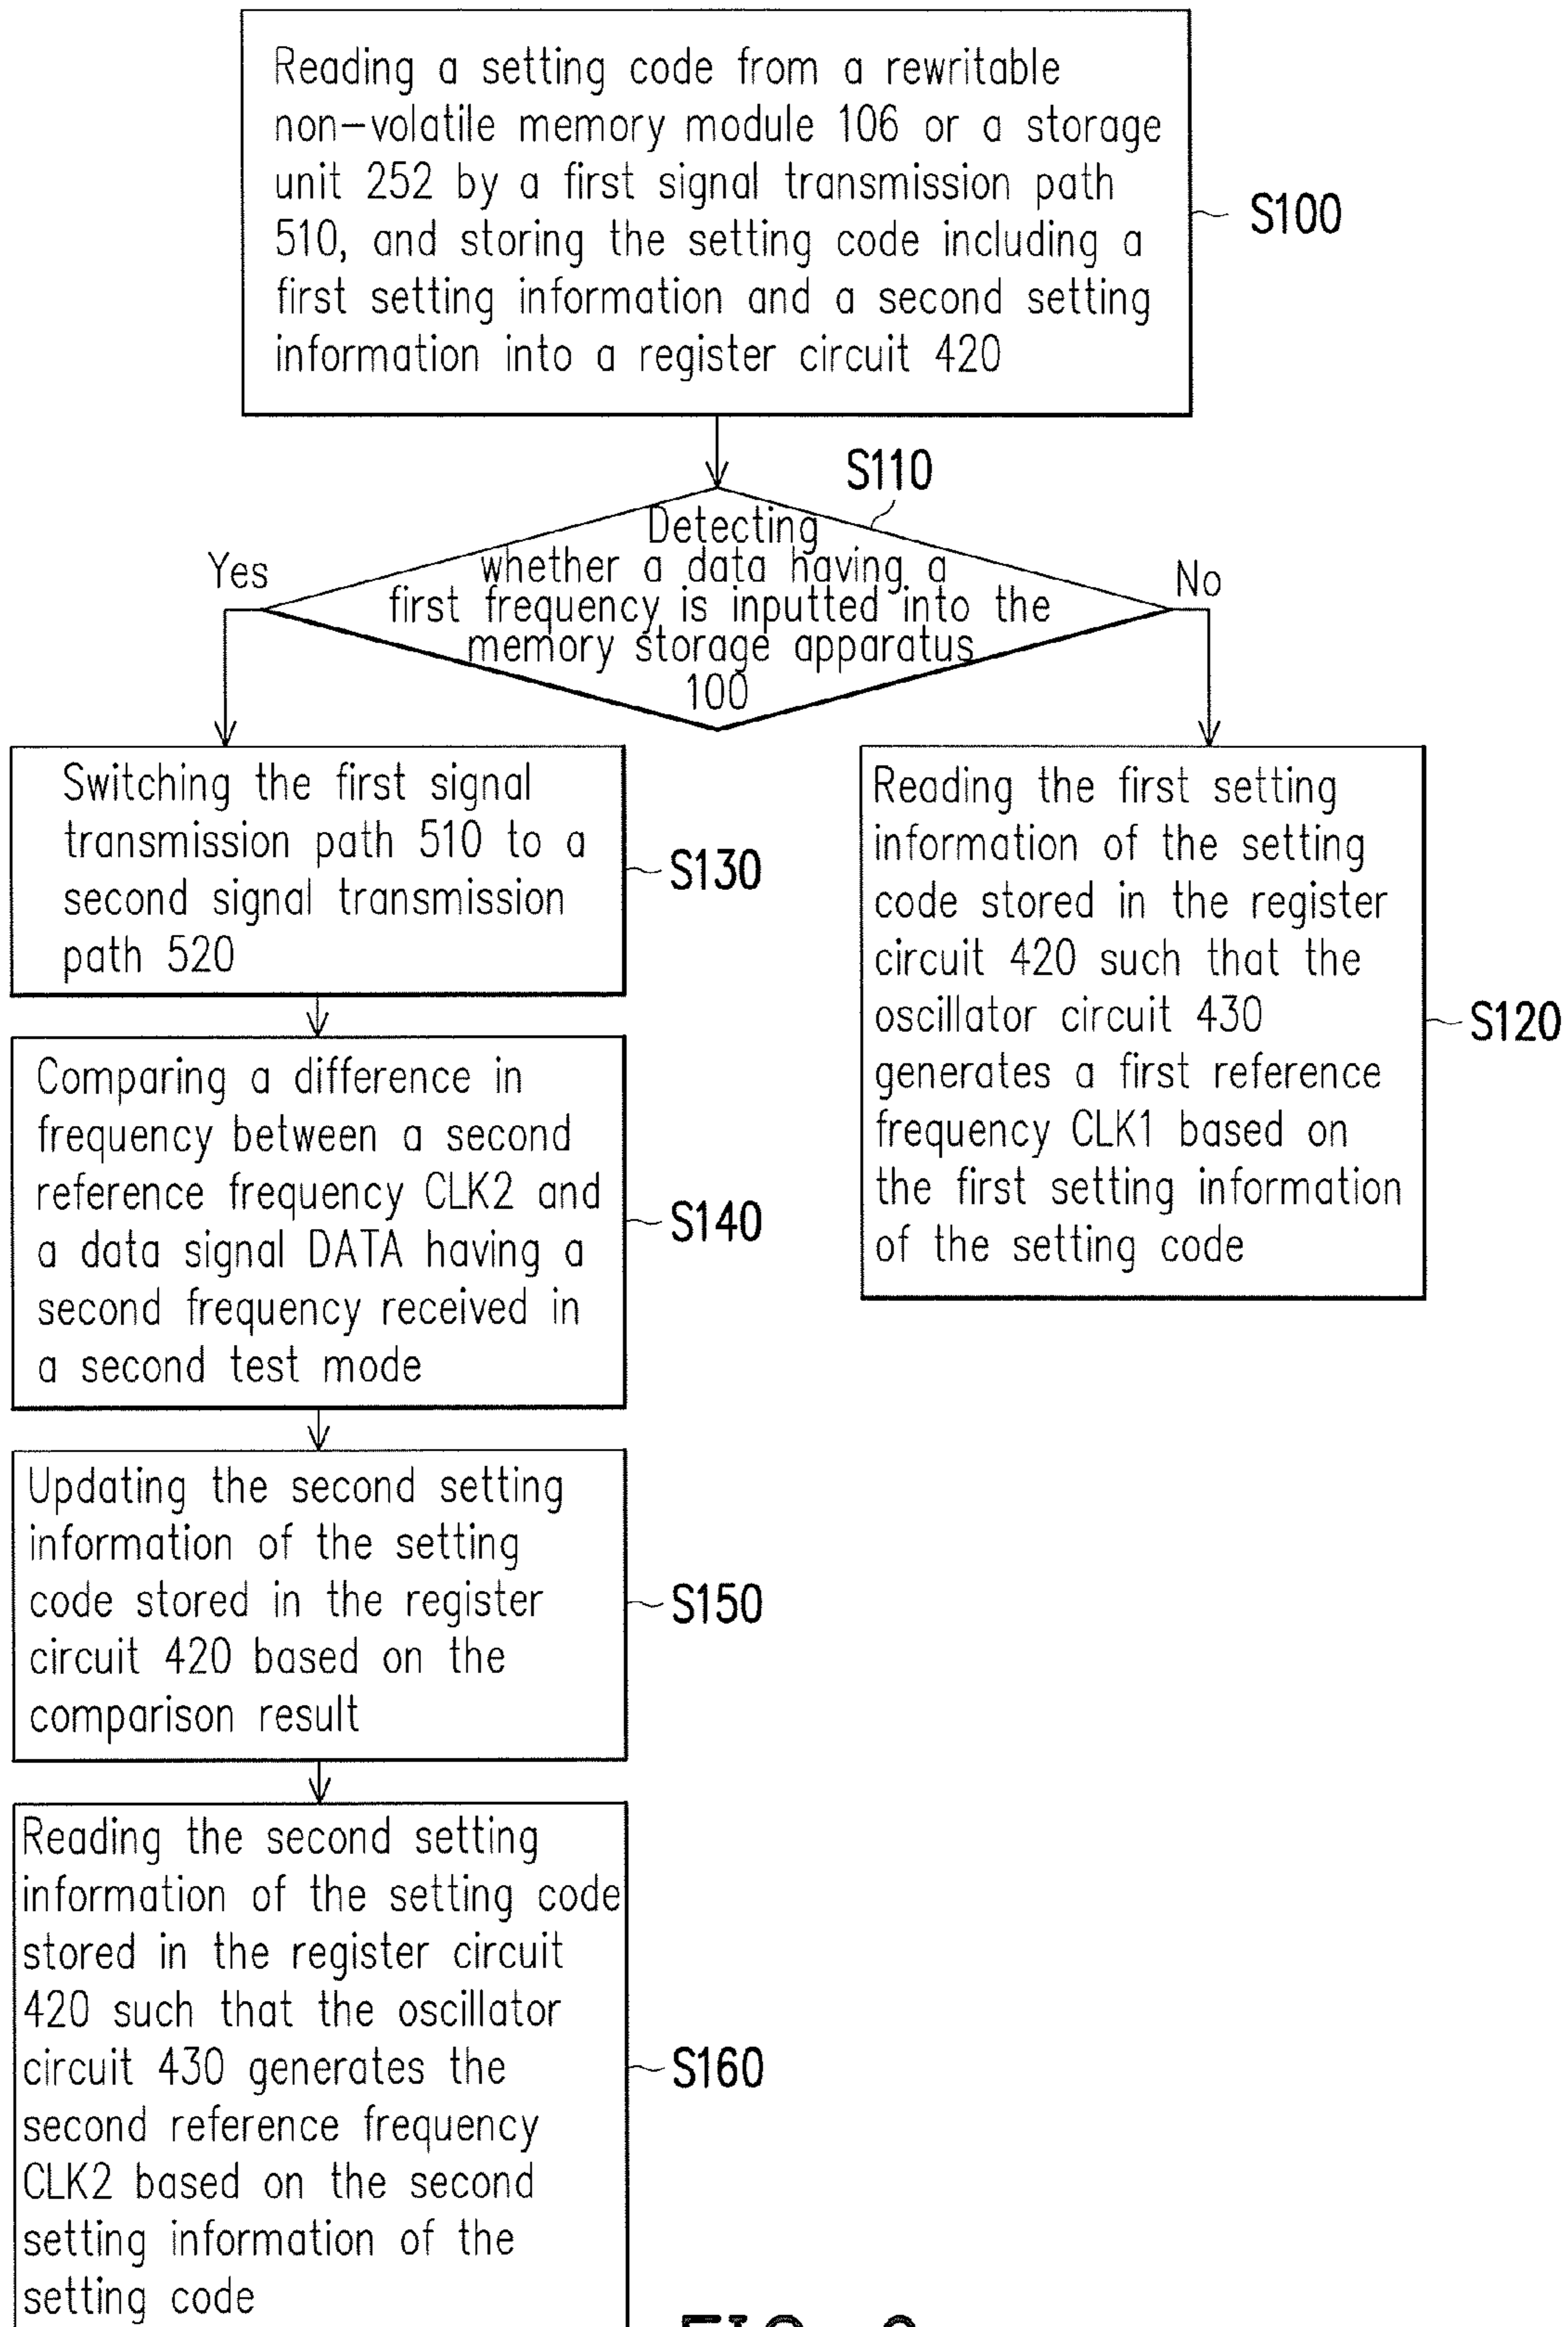 Reading a setting code from a rewritable
non-volatile memory module 106 or a storage
unit 252 by a first signal transmission path
510, and storing the setting code including a
first setting information and a second setting
information into a register circuit 420
S100
S110
Detecting
whether a data having a
first frequency is inputted into the
memory storage apparatus
100
Yes
No
Switching the first signal
transmission path 510 to a
second signal transmission
path 520
S130
Reading the first setting
information of the setting
code stored in the register
circuit 420 such that the
oscillator circuit 430
generates a first reference
frequency CLK1 based on
the first setting information
of the setting code
S120
Comparing a difference in
frequency between a second
reference frequency CLK2 and
a data signal DATA having a
second frequency received in
a second test mode
S140
Updating the second setting
information of the setting
code stored in the register
circuit 420 based on the
comparison result
S150
Reading the second setting
information of the setting code
stored in the register circuit
420 such that the oscillator
circuit 430 generates the
second reference frequency
CLK2 based on the second
setting information of the
setting code
S160